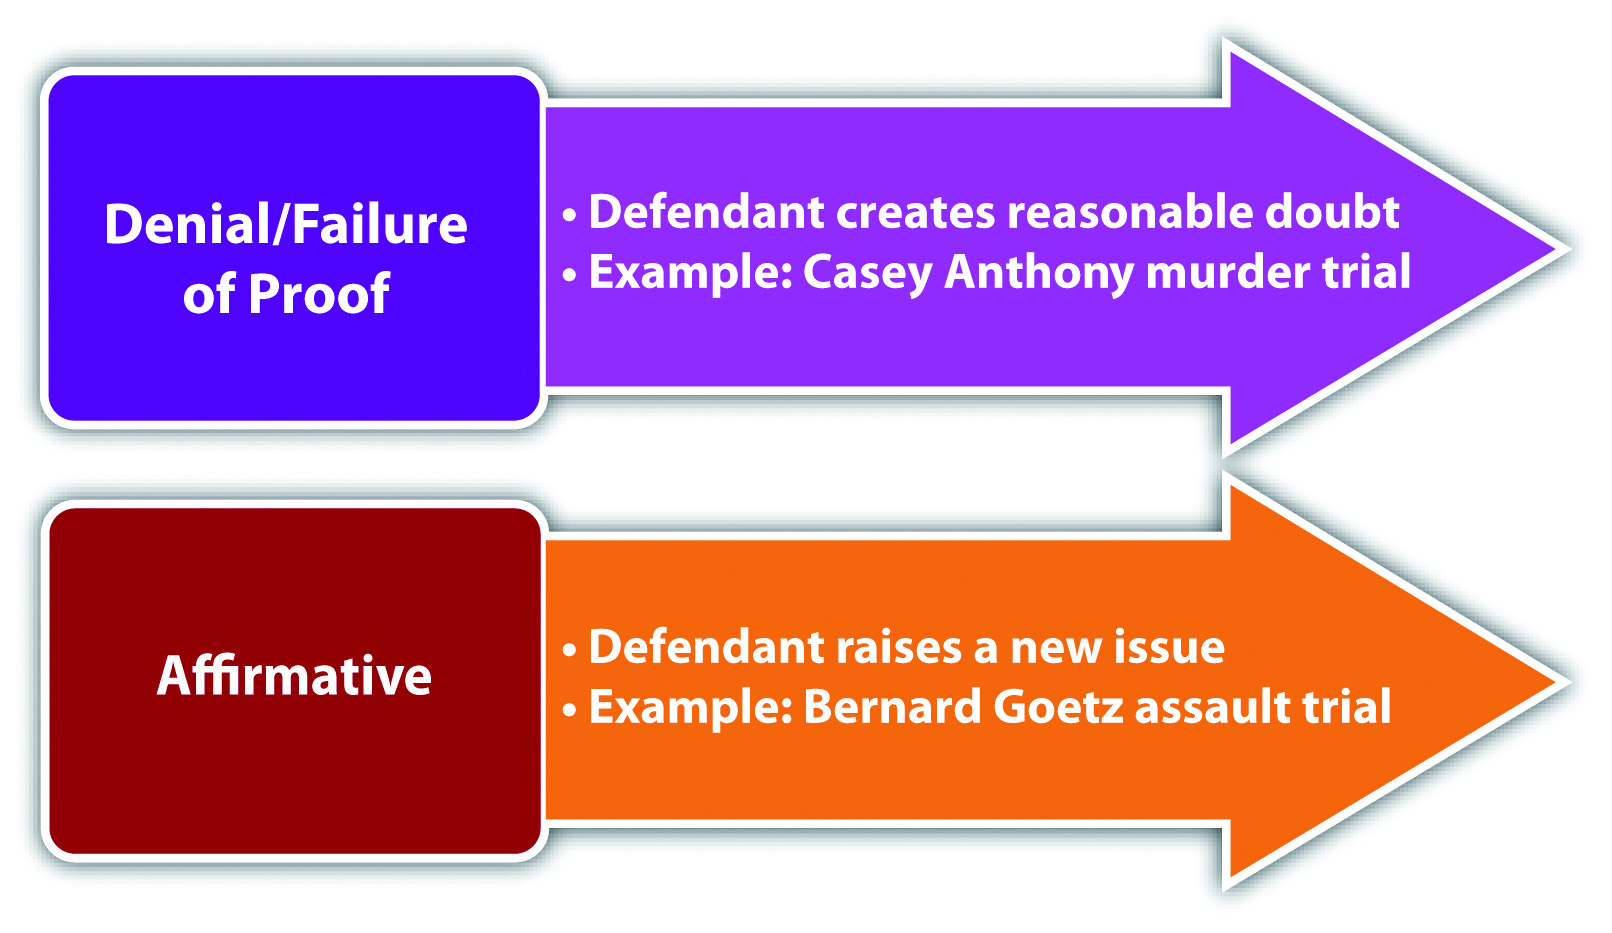 Denial/Failure
of Proof
• Defendant creates reasonable doubt
• Example: Casey Anthony murder trial
Affirmative
• Defendant raises a new issue
• Example: Bernard Goetz assault trial